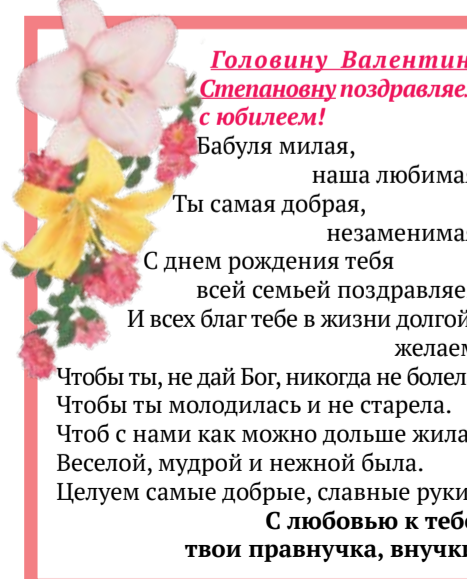 Головину Валентин
Степановну поздравляе
с юбилеем!
Бабуля милая,
наша любимая
Ты самая добрая,
незаменимая
С днем рождения тебя
всей семьей поздравляе
И всех благ тебе в жизни долгой
желаем
Чтобы ты, не дай Бог, никогда не болел
Чтобы ты молодилась и не старела.
Чтоб с нами как можно дольше жила
Веселой, мудрой и нежной была.
Целуем самые добрые, славные руки
С любовью к тебе
твои правнучка, внучки